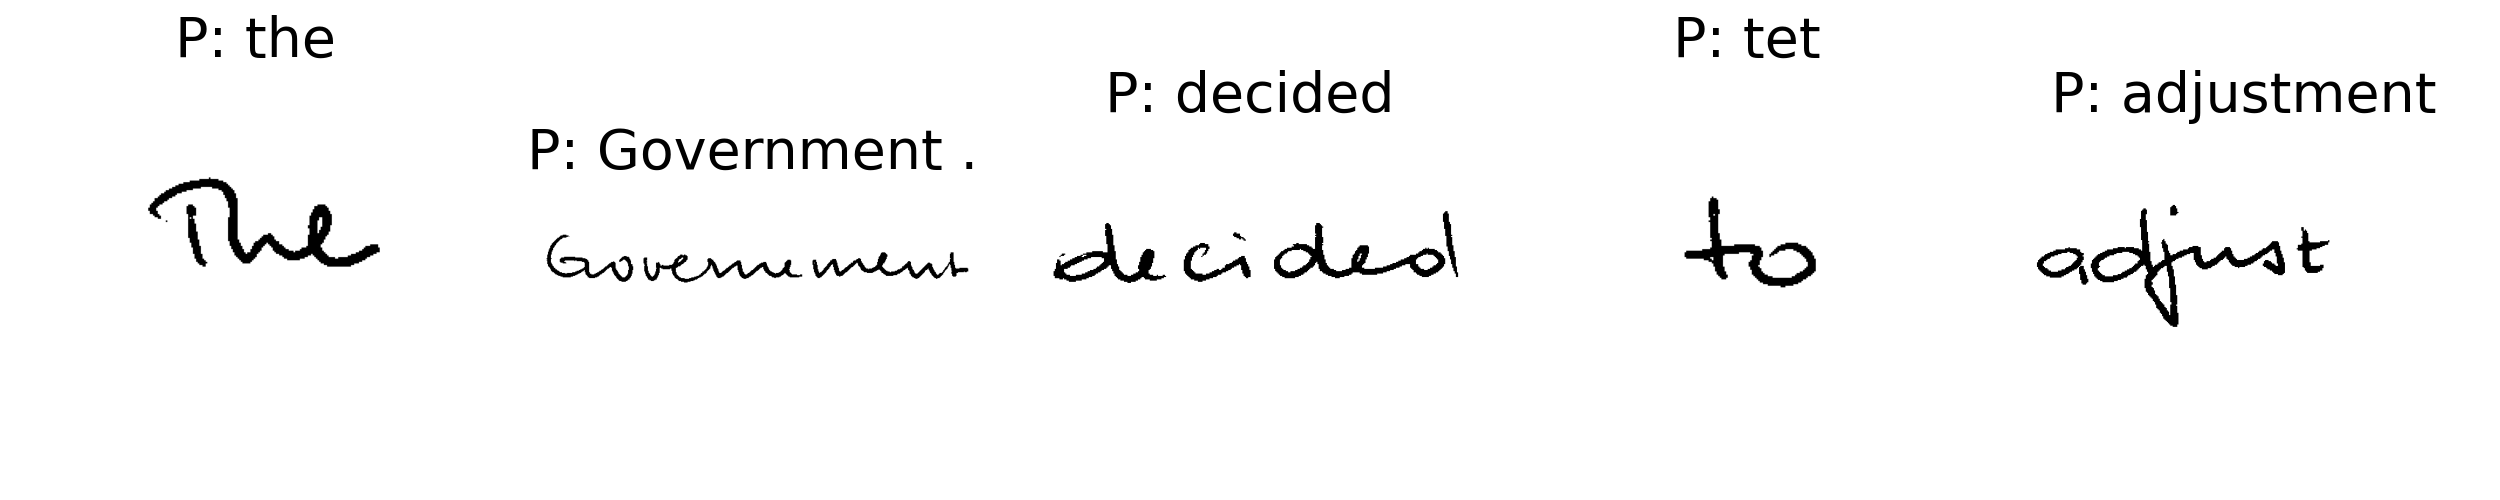 P: the P: Government . P: decided P: tet P: adjustment
The Government decided to adjust